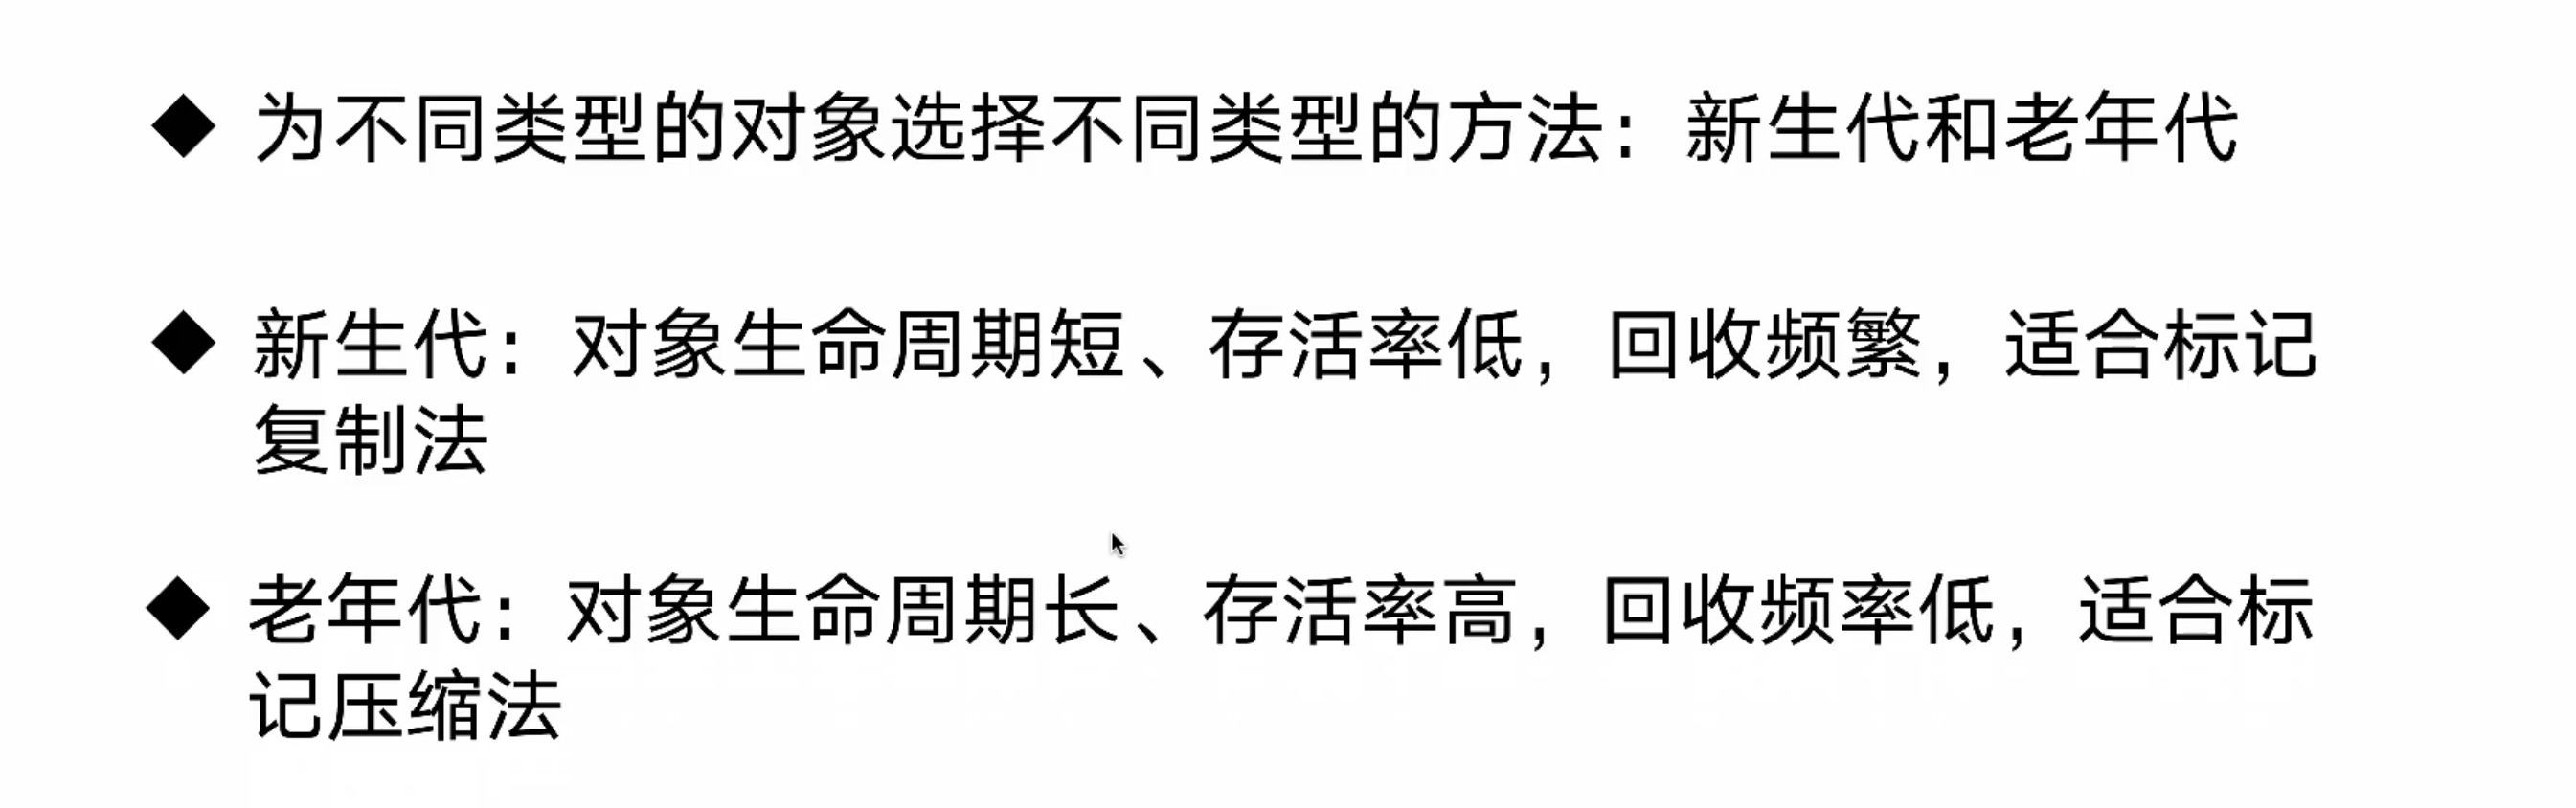 ◆ 为不同类型的对象选择不同类型的方法：新生代和老年代
◆ 新生代：对象生命周期短、存活率低，回收频繁，适合标记
复制法
◆ 老年代：对象生命周期长、存活率高，回收频率低，适合标
记压缩法